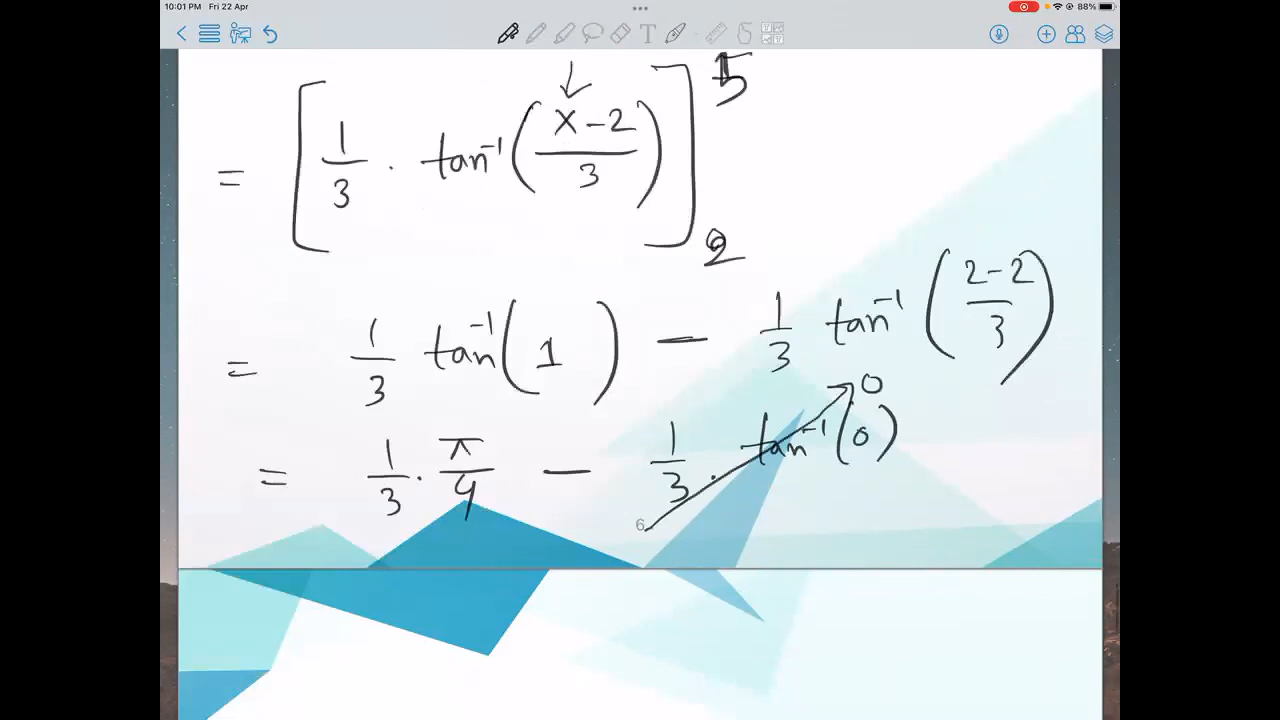 10:01 PM Fri 22 Apr
88%
T
5
= [ 1/3 · tan⁻¹( x-2/3 ) ]
2
= 1/3 tan⁻¹( 1 ) - 1/3 tan⁻¹( 2-2/3 )
0
= 1/3 · π/4 - 1/3 · tan⁻¹(0)
6